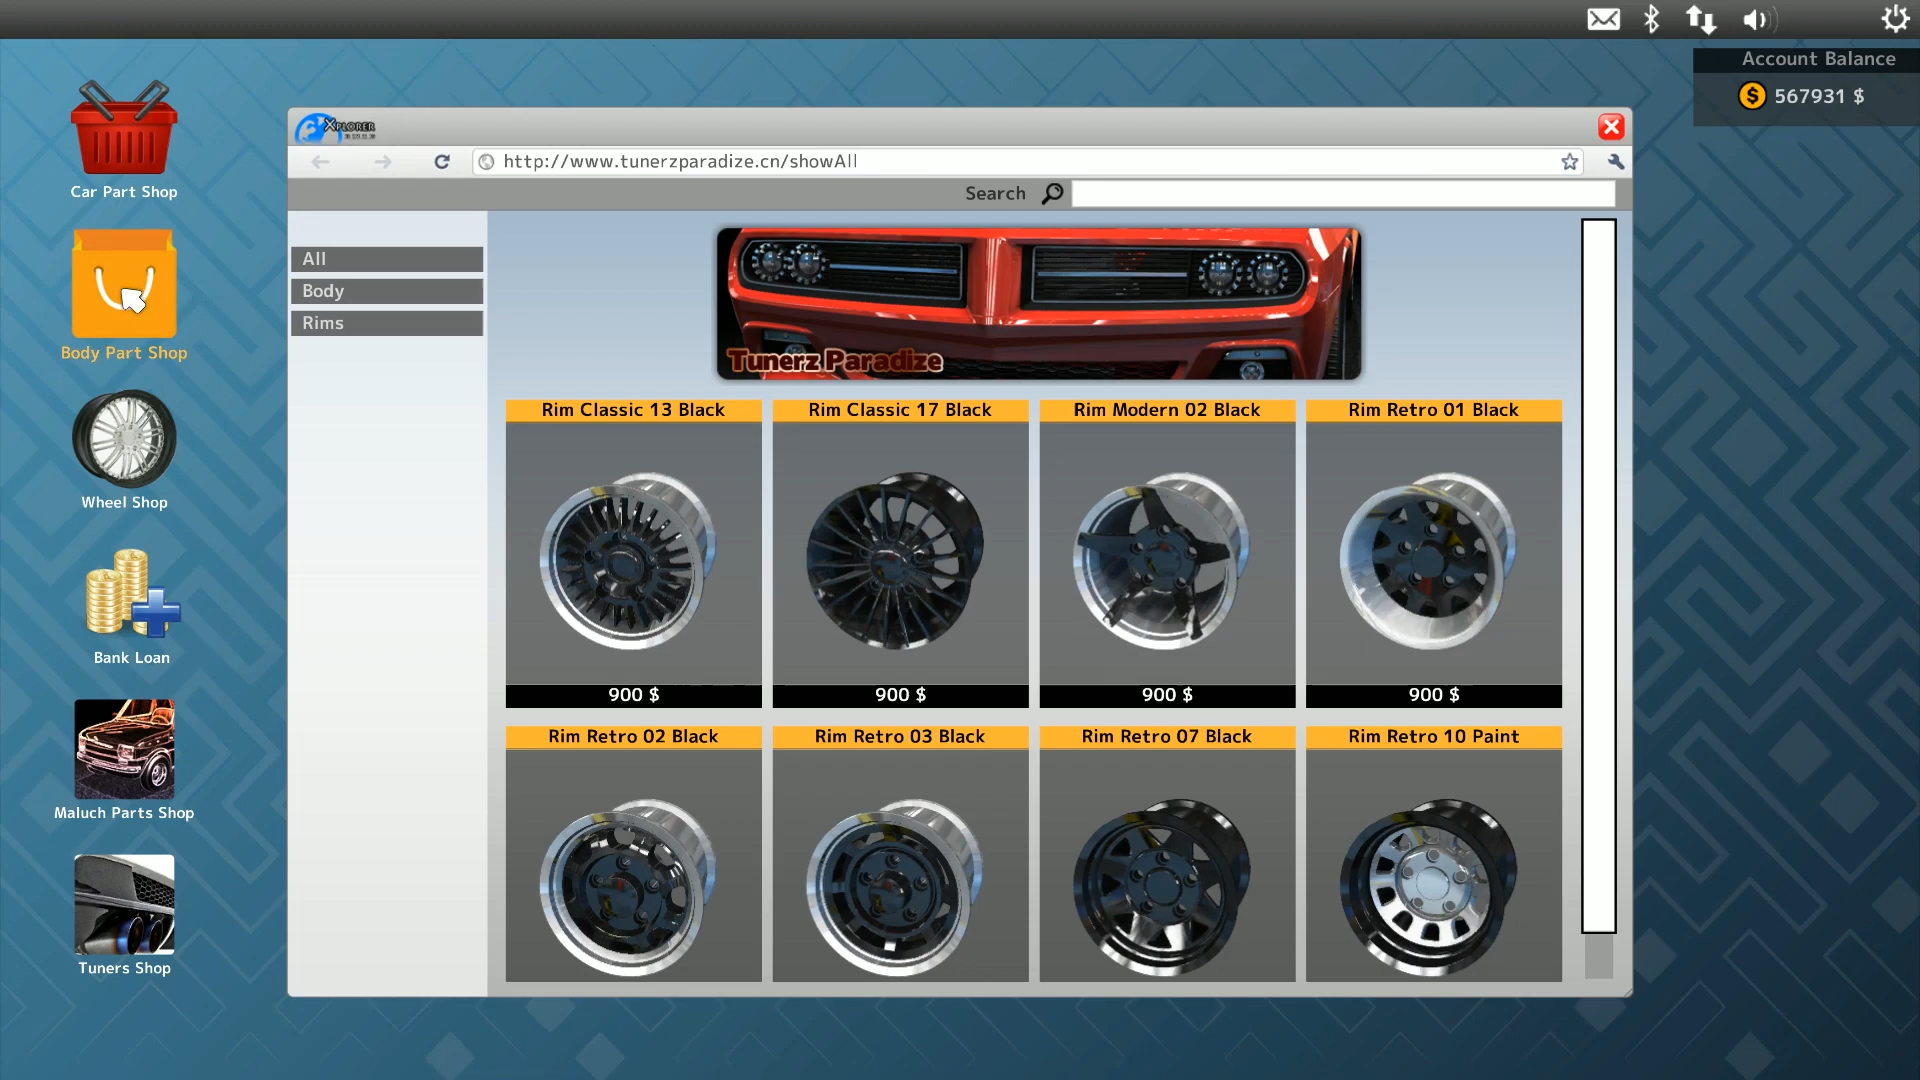 Account Balance
567931 $
Car Part Shop
Body Part Shop
Wheel Shop
Bank Loan
Maluch Parts Shop
Tuners Shop
XPLORER
http://www.tunerzparadize.cn/showAll
Search
All
Body
Rims
Tunerz Paradize
Rim Classic 13 Black
Rim Classic 17 Black
Rim Modern 02 Black
Rim Retro 01 Black
900 $
900 $
900 $
900 $
Rim Retro 02 Black
Rim Retro 03 Black
Rim Retro 07 Black
Rim Retro 10 Paint